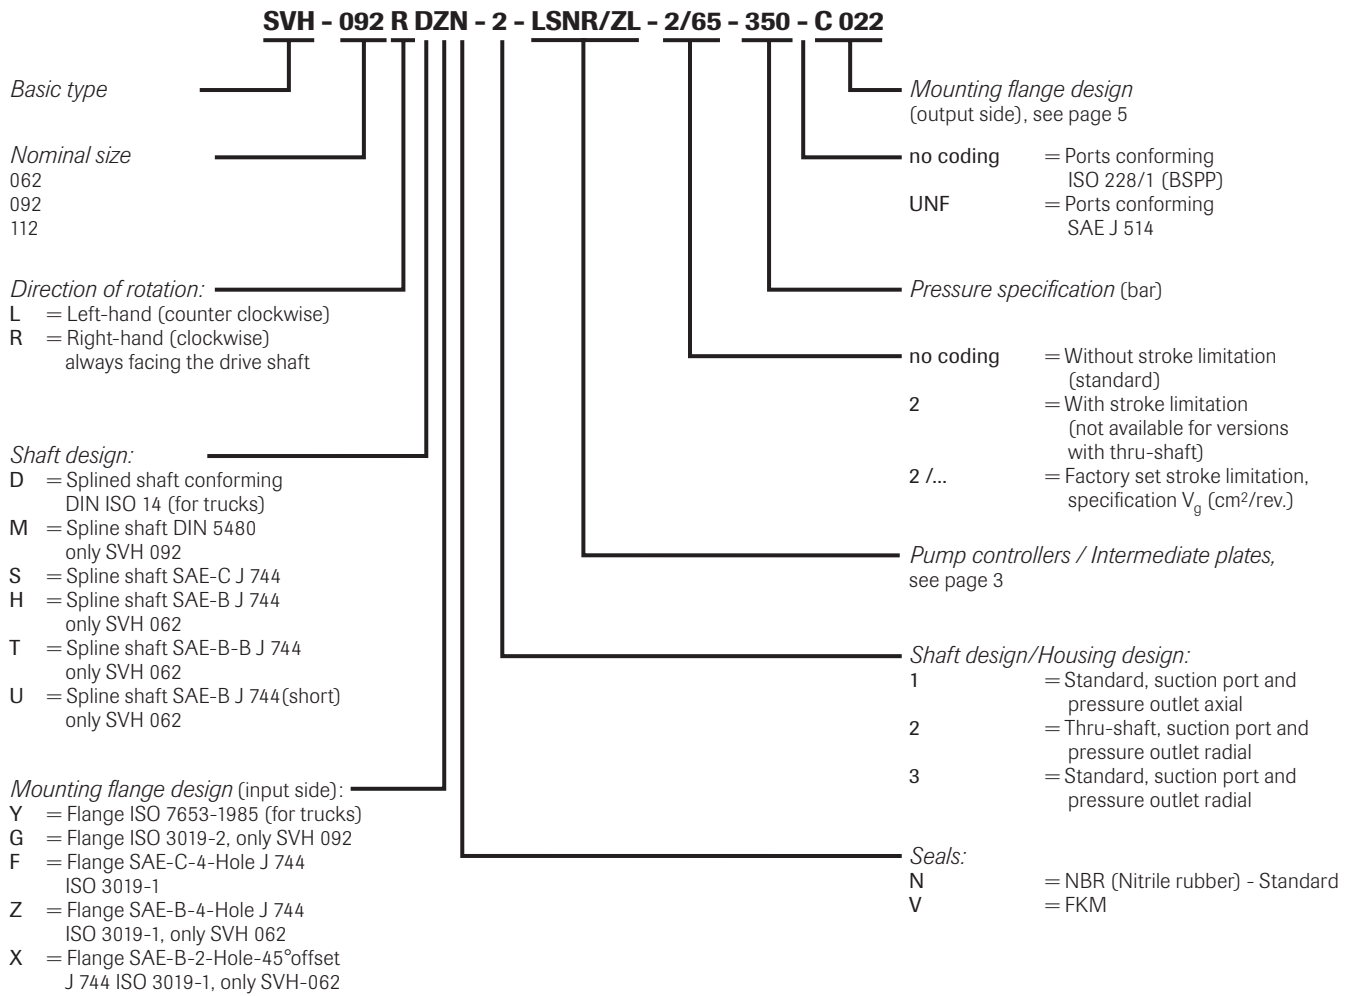 SVH - 092 R DZN - 2 - LSNR/ZL - 2/65 - 350 - C 022
Basic type
Nominal size
062
092
112
Direction of rotation:
L = Left-hand (counter clockwise)
R = Right-hand (clockwise)
always facing the drive shaft
Shaft design:
D = Splined shaft conforming
DIN ISO 14 (for trucks)
M = Spline shaft DIN 5480
only SVH 092
S = Spline shaft SAE-C J 744
H = Spline shaft SAE-B J 744
only SVH 062
T = Spline shaft SAE-B-B J 744
only SVH 062
U = Spline shaft SAE-B J 744(short)
only SVH 062
Mounting flange design (input side):
Y = Flange ISO 7653-1985 (for trucks)
G = Flange ISO 3019-2, only SVH 092
F = Flange SAE-C-4-Hole J 744
ISO 3019-1
Z = Flange SAE-B-4-Hole J 744
ISO 3019-1, only SVH 062
X = Flange SAE-B-2-Hole-45°offset
J 744 ISO 3019-1, only SVH-062
Mounting flange design
(output side), see page 5
no coding = Ports conforming
ISO 228/1 (BSPP)
UNF = Ports conforming
SAE J 514
Pressure specification (bar)
no coding = Without stroke limitation
(standard)
2 = With stroke limitation
(not available for versions
with thru-shaft)
2 /... = Factory set stroke limitation,
specification Vg (cm²/rev.)
Pump controllers / Intermediate plates,
see page 3
Shaft design/Housing design:
1 = Standard, suction port and
pressure outlet axial
2 = Thru-shaft, suction port and
pressure outlet radial
3 = Standard, suction port and
pressure outlet radial
Seals:
N = NBR (Nitrile rubber) - Standard
V = FKM